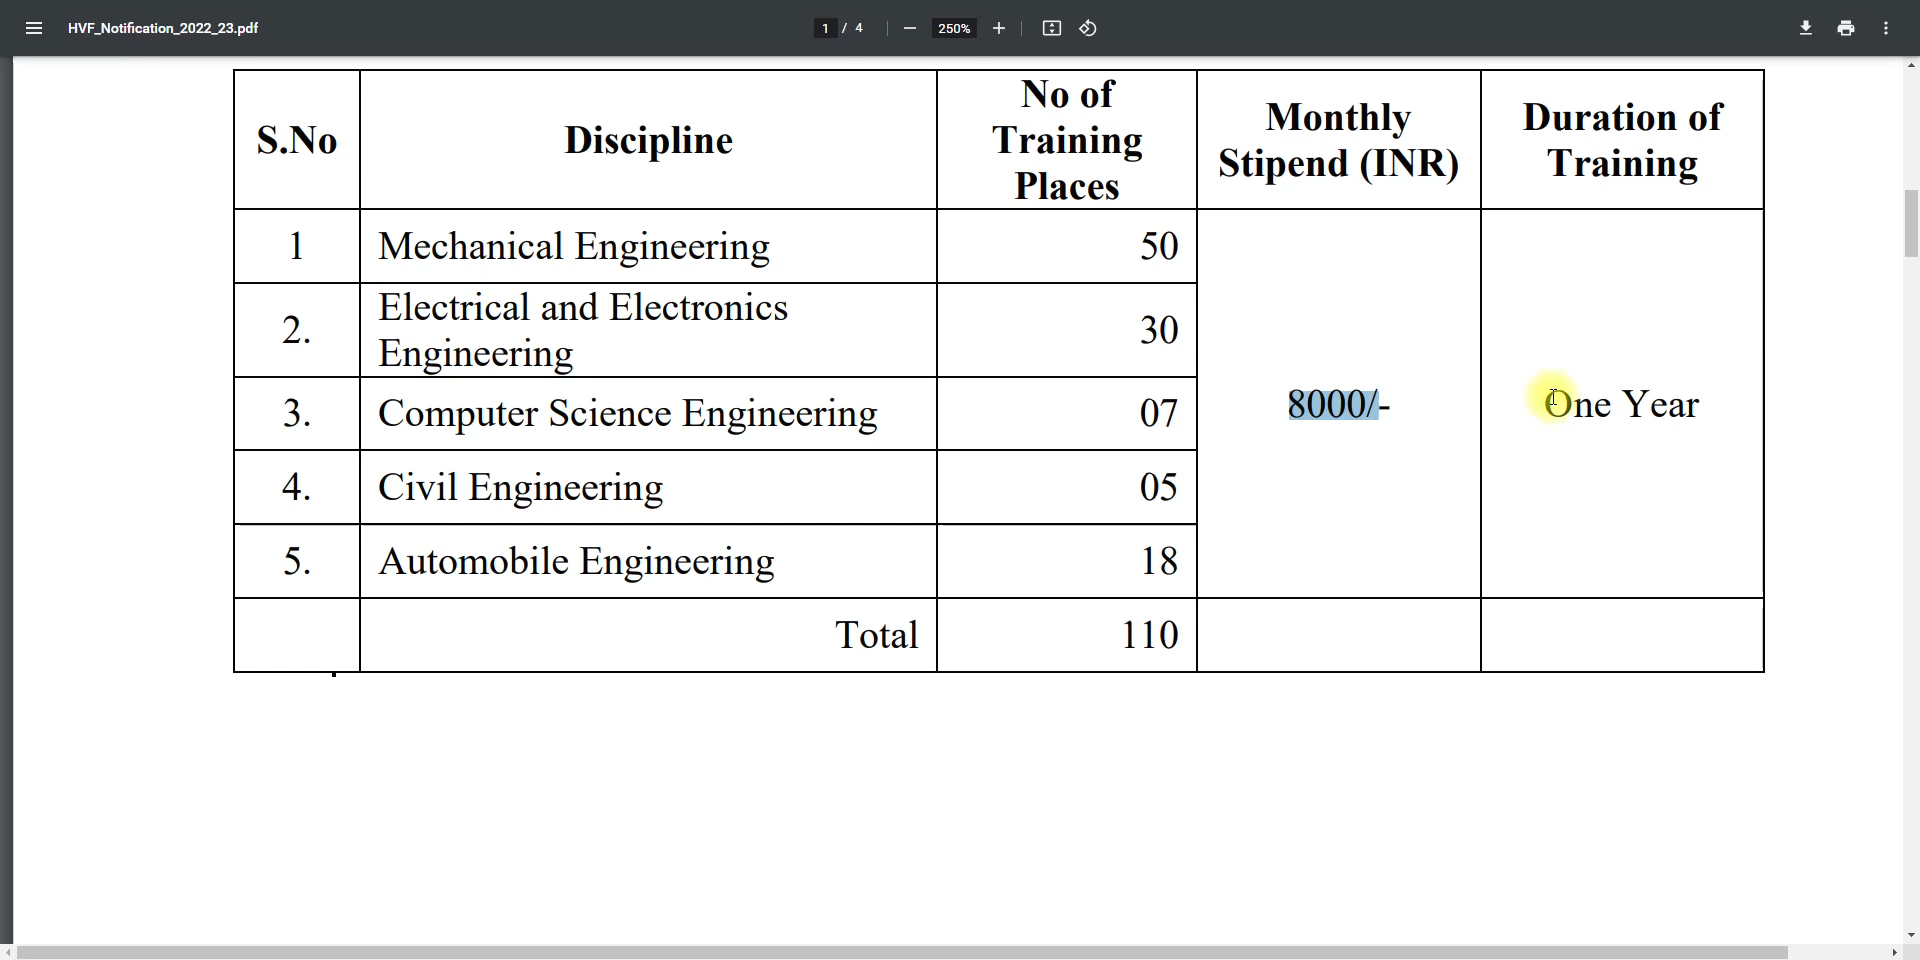 HVF_Notification_2022_23.pdf
1 / 4
250%
S.No
Discipline
No of
Training
Places
Monthly
Stipend (INR)
Duration of
Training
1
Mechanical Engineering
50
2.
Electrical and Electronics
Engineering
30
3.
Computer Science Engineering
07
8000/-
One Year
4.
Civil Engineering
05
5.
Automobile Engineering
18
Total
110